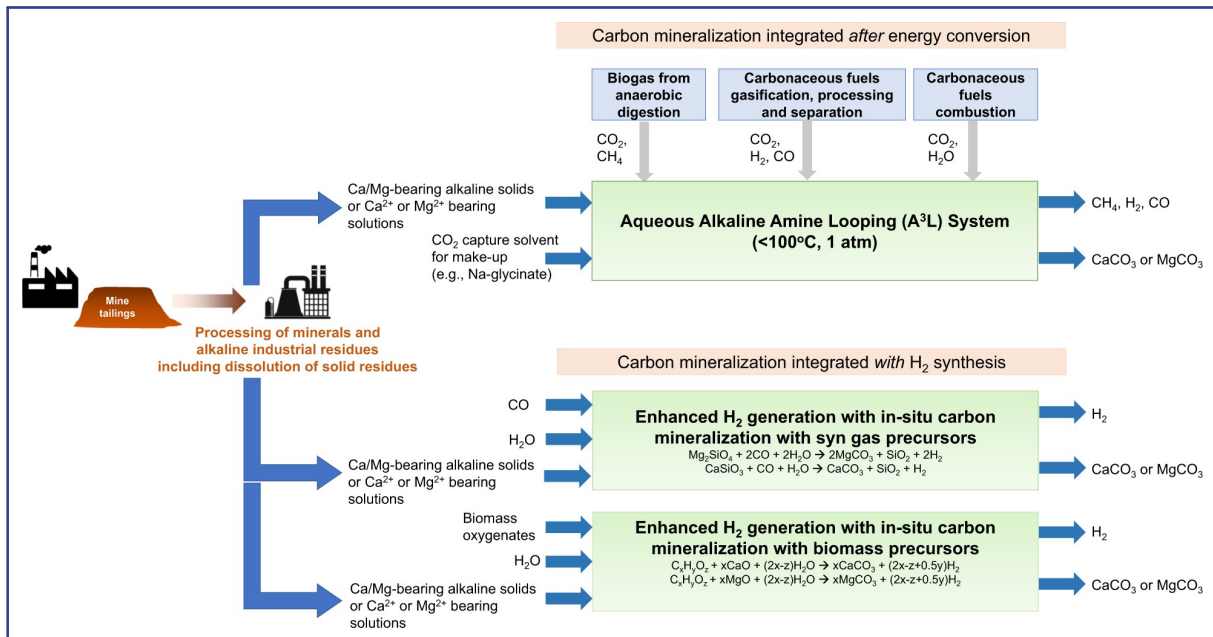 Carbon mineralization integrated after energy conversion
Biogas from
anaerobic
digestion
Carbonaceous fuels
gasification, processing
and separation
Carbonaceous
fuels
combustion
CO₂,
CH₄
CO₂,
H₂, CO
CO₂,
H₂O
Ca/Mg-bearing alkaline solids
or Ca²⁺ or Mg²⁺ bearing
solutions
CO₂ capture solvent
for make-up
(e.g., Na-glycinate)
Aqueous Alkaline Amine Looping (A³L) System
(<100°C, 1 atm)
CH₄, H₂, CO
CaCO₃ or MgCO₃
Mine
tailings
Processing of minerals and
alkaline industrial residues
including dissolution of solid residues
Carbon mineralization integrated with H₂ synthesis
CO
H₂O
Ca/Mg-bearing alkaline solids
or Ca²⁺ or Mg²⁺ bearing
solutions
Enhanced H₂ generation with in-situ carbon
mineralization with syn gas precursors
Mg₂SiO₄ + 2CO + 2H₂O → 2MgCO₃ + SiO₂ + 2H₂
CaSiO₃ + CO + H₂O → CaCO₃ + SiO₂ + H₂
H₂
CaCO₃ or MgCO₃
Biomass
oxygenates
H₂O
Ca/Mg-bearing alkaline solids
or Ca²⁺ or Mg²⁺ bearing
solutions
Enhanced H₂ generation with in-situ carbon
mineralization with biomass precursors
CₓHᵧO_z + xCaO + (2x-z)H₂O → xCaCO₃ + (2x-z+0.5y)H₂
CₓHᵧO_z + xMgO + (2x-z)H₂O → xMgCO₃ + (2x-z+0.5y)H₂
H₂
CaCO₃ or MgCO₃